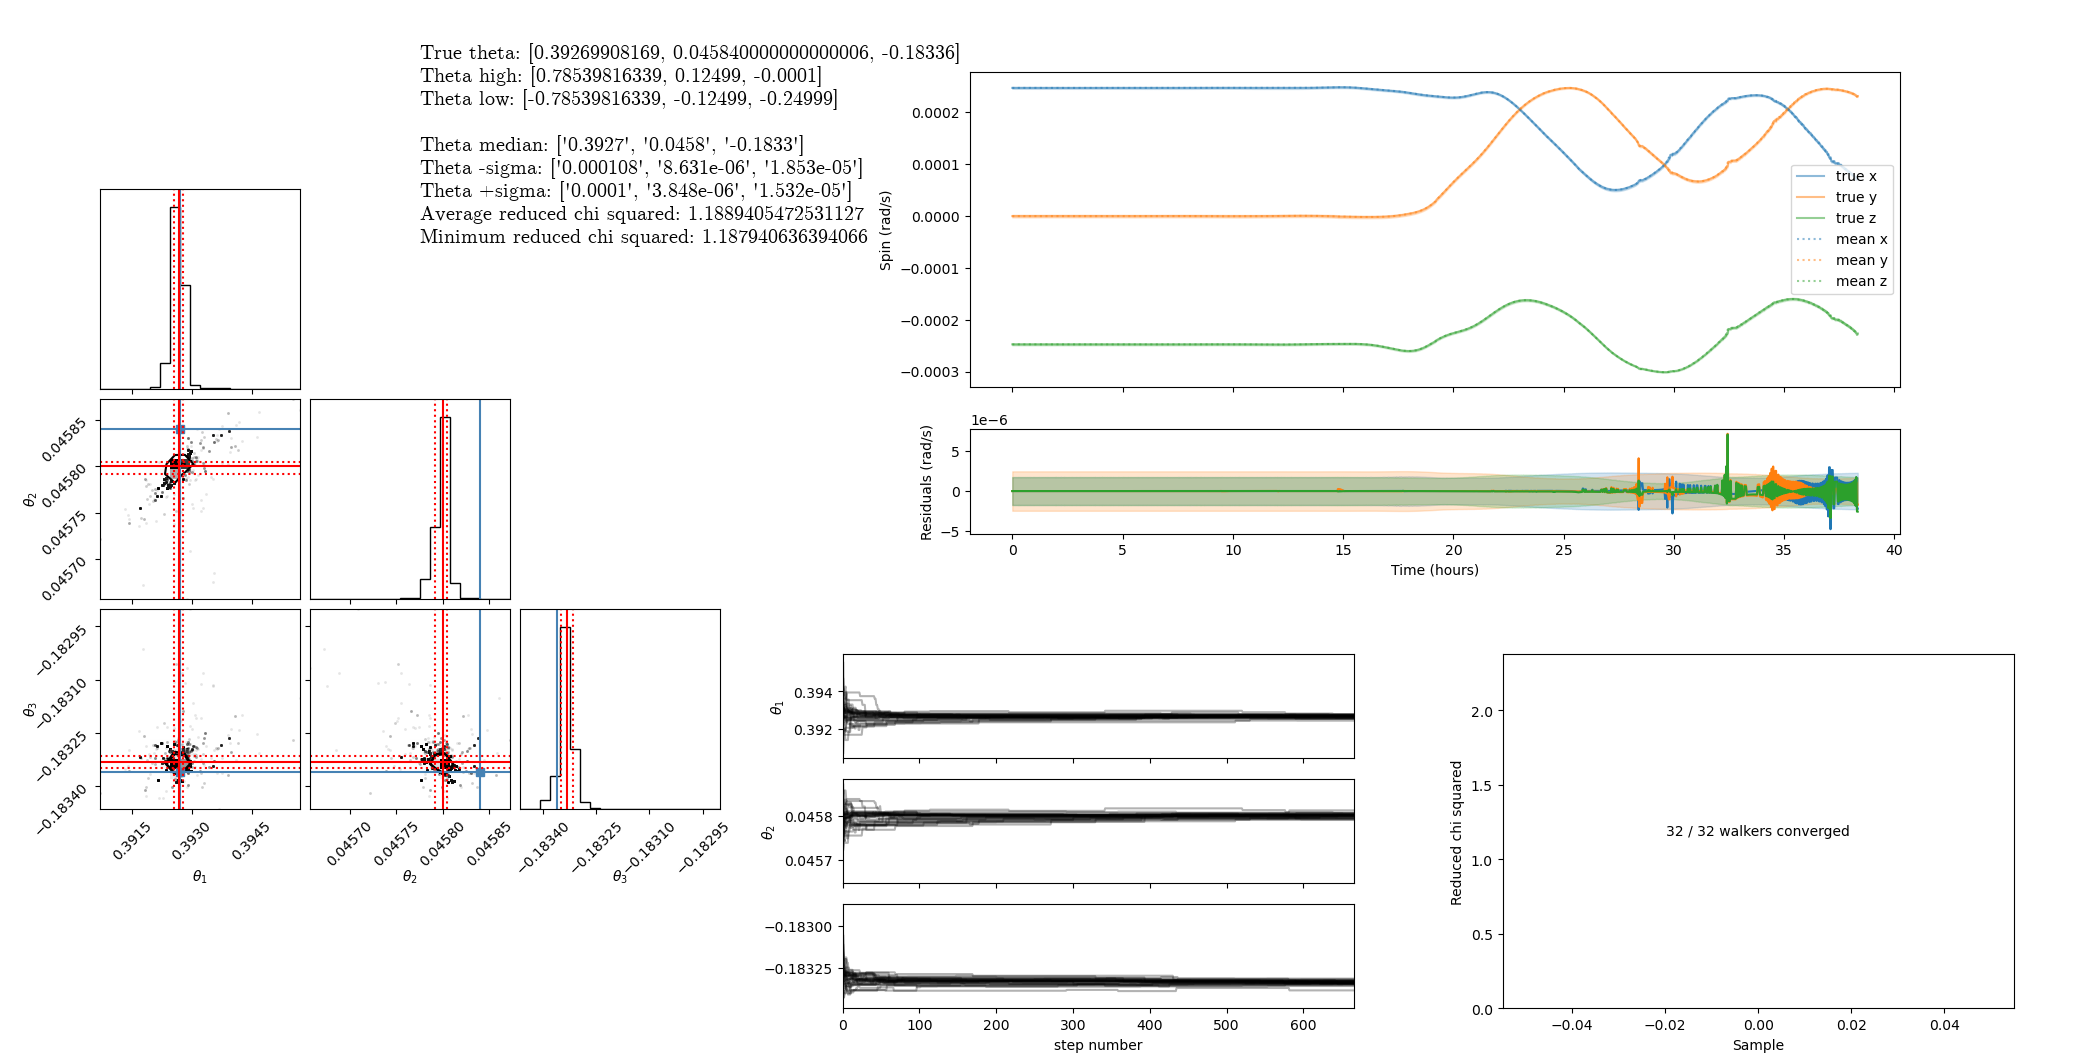 True theta: [0.39269908169, 0.045840000000000006, -0.18336]
Theta high: [0.78539816339, 0.12499, -0.0001]
Theta low: [-0.78539816339, -0.12499, -0.24999]
Theta median: ['0.3927', '0.0458', '-0.1833']
Theta -sigma: ['0.000108', '8.631e-06', '1.853e-05']
Theta +sigma: ['0.0001', '3.848e-06', '1.532e-05']
Average reduced chi squared: 1.1889405472531127
Minimum reduced chi squared: 1.187940636394066
Spin (rad/s)
0.0002
0.0001
0.0000
−0.0001
−0.0002
−0.0003
true x
true y
true z
mean x
mean y
mean z
1e−6
Residuals (rad/s)
5
0
−5
0 5 10 15 20 25 30 35 40
Time (hours)
θ2
0.04585
0.04580
0.04575
0.04570
θ3
−0.18295
−0.18310
−0.18325
−0.18340
0.3915 0.3930 0.3945
θ1
0.04570 0.04575 0.04580 0.04585
θ2
−0.18340 −0.18325 −0.18310 −0.18295
θ3
θ1
0.394
0.392
θ2
0.0458
0.0457
−0.18300
−0.18325
0 100 200 300 400 500 600
step number
Reduced chi squared
2.0
1.5
1.0
0.5
0.0
32 / 32 walkers converged
−0.04 −0.02 0.00 0.02 0.04
Sample